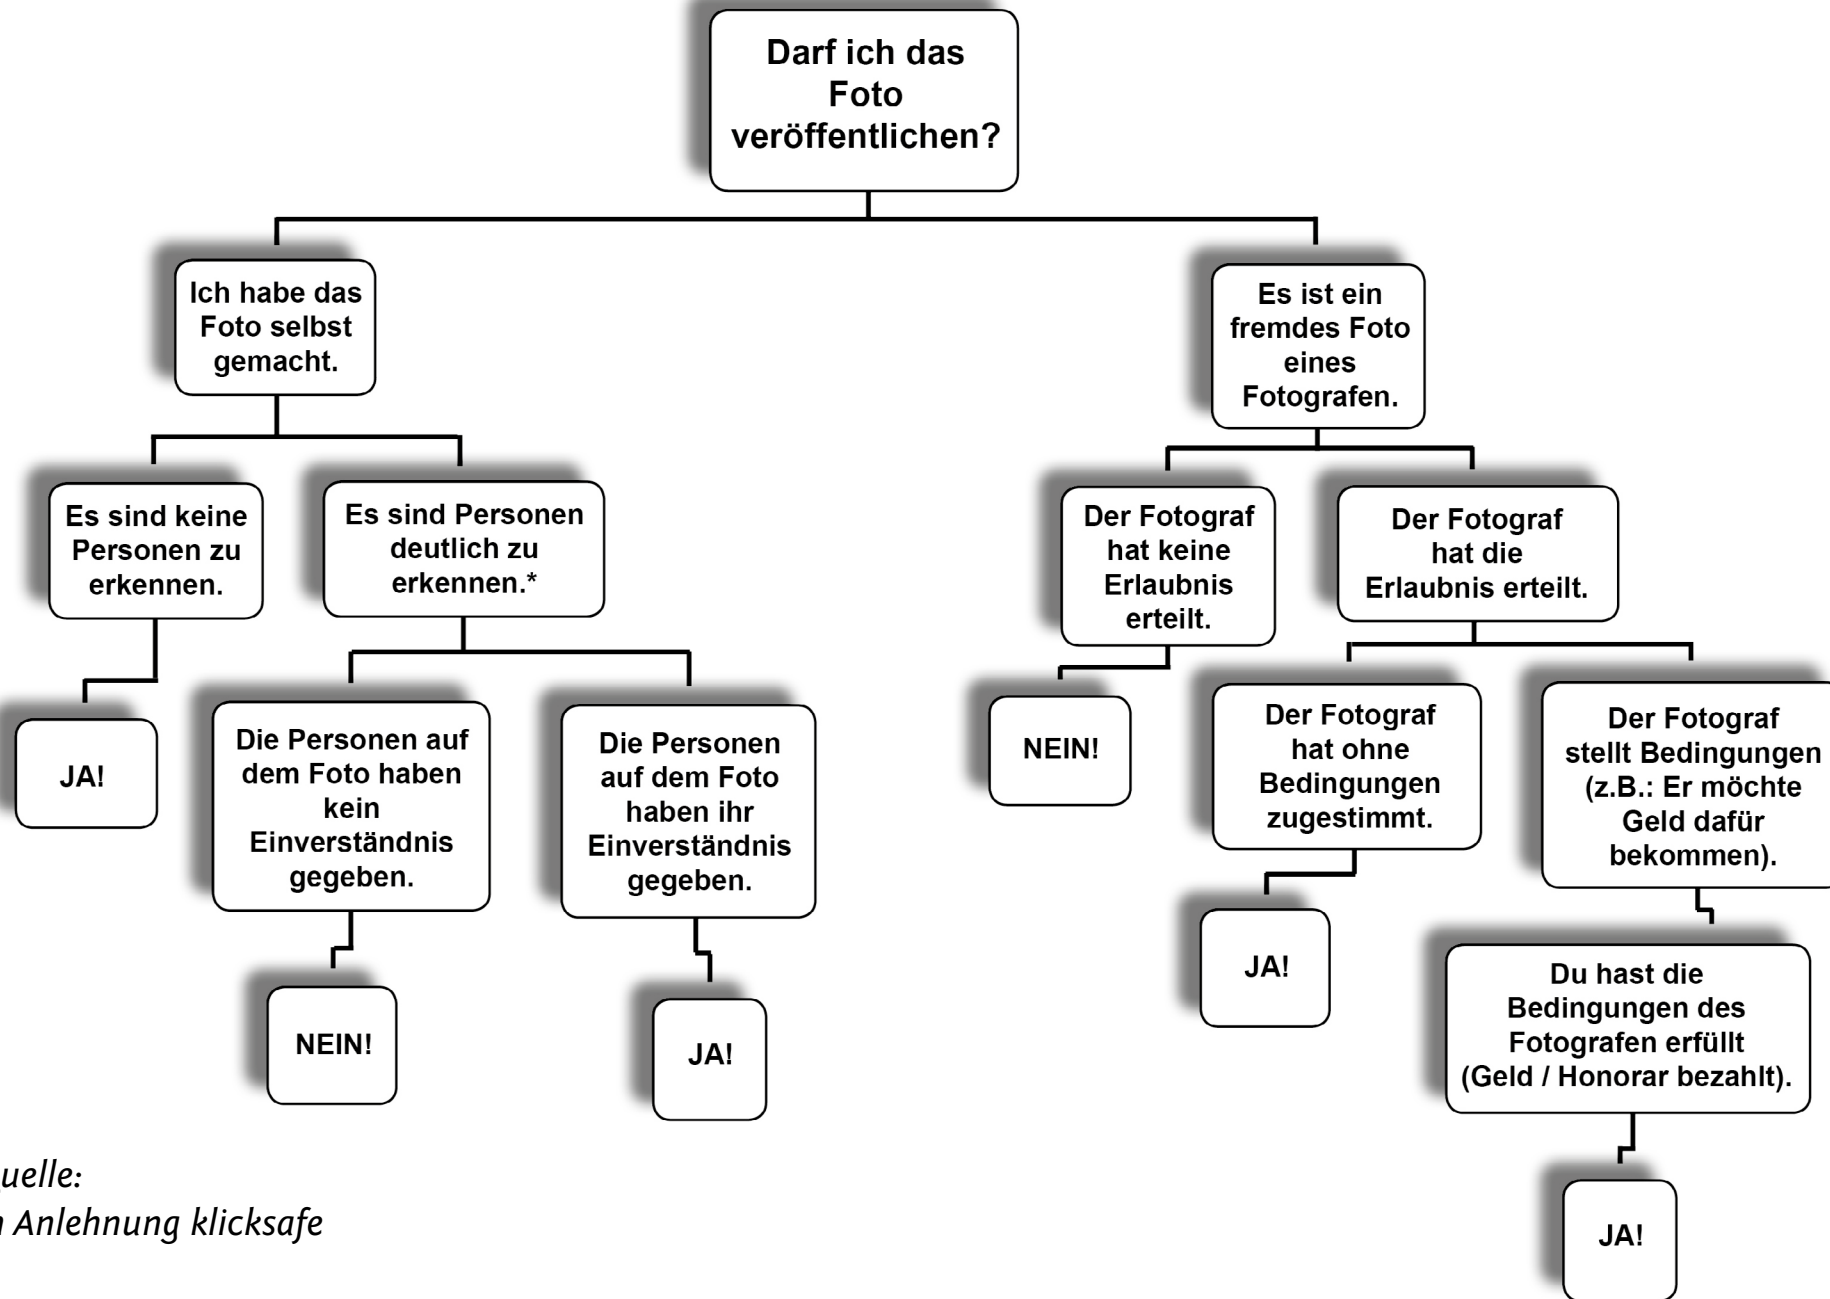 Darf ich das
Foto
veröffentlichen?
Ich habe das
Foto selbst
gemacht.
Es ist ein
fremdes Foto
eines
Fotografen.
Es sind keine
Personen zu
erkennen.
Es sind Personen
deutlich zu
erkennen.*
Der Fotograf
hat keine
Erlaubnis
erteilt.
Der Fotograf
hat die
Erlaubnis erteilt.
JA!
Die Personen auf
dem Foto haben
kein
Einverständnis
gegeben.
Die Personen
auf dem Foto
haben ihr
Einverständnis
gegeben.
NEIN!
Der Fotograf
hat ohne
Bedingungen
zugestimmt.
Der Fotograf
stellt Bedingungen
(z.B.: Er möchte
Geld dafür
bekommen).
NEIN!
JA!
JA!
Du hast die
Bedingungen des
Fotografen erfüllt
(Geld / Honorar bezahlt).
JA!
uelle:
n Anlehnung klicksafe